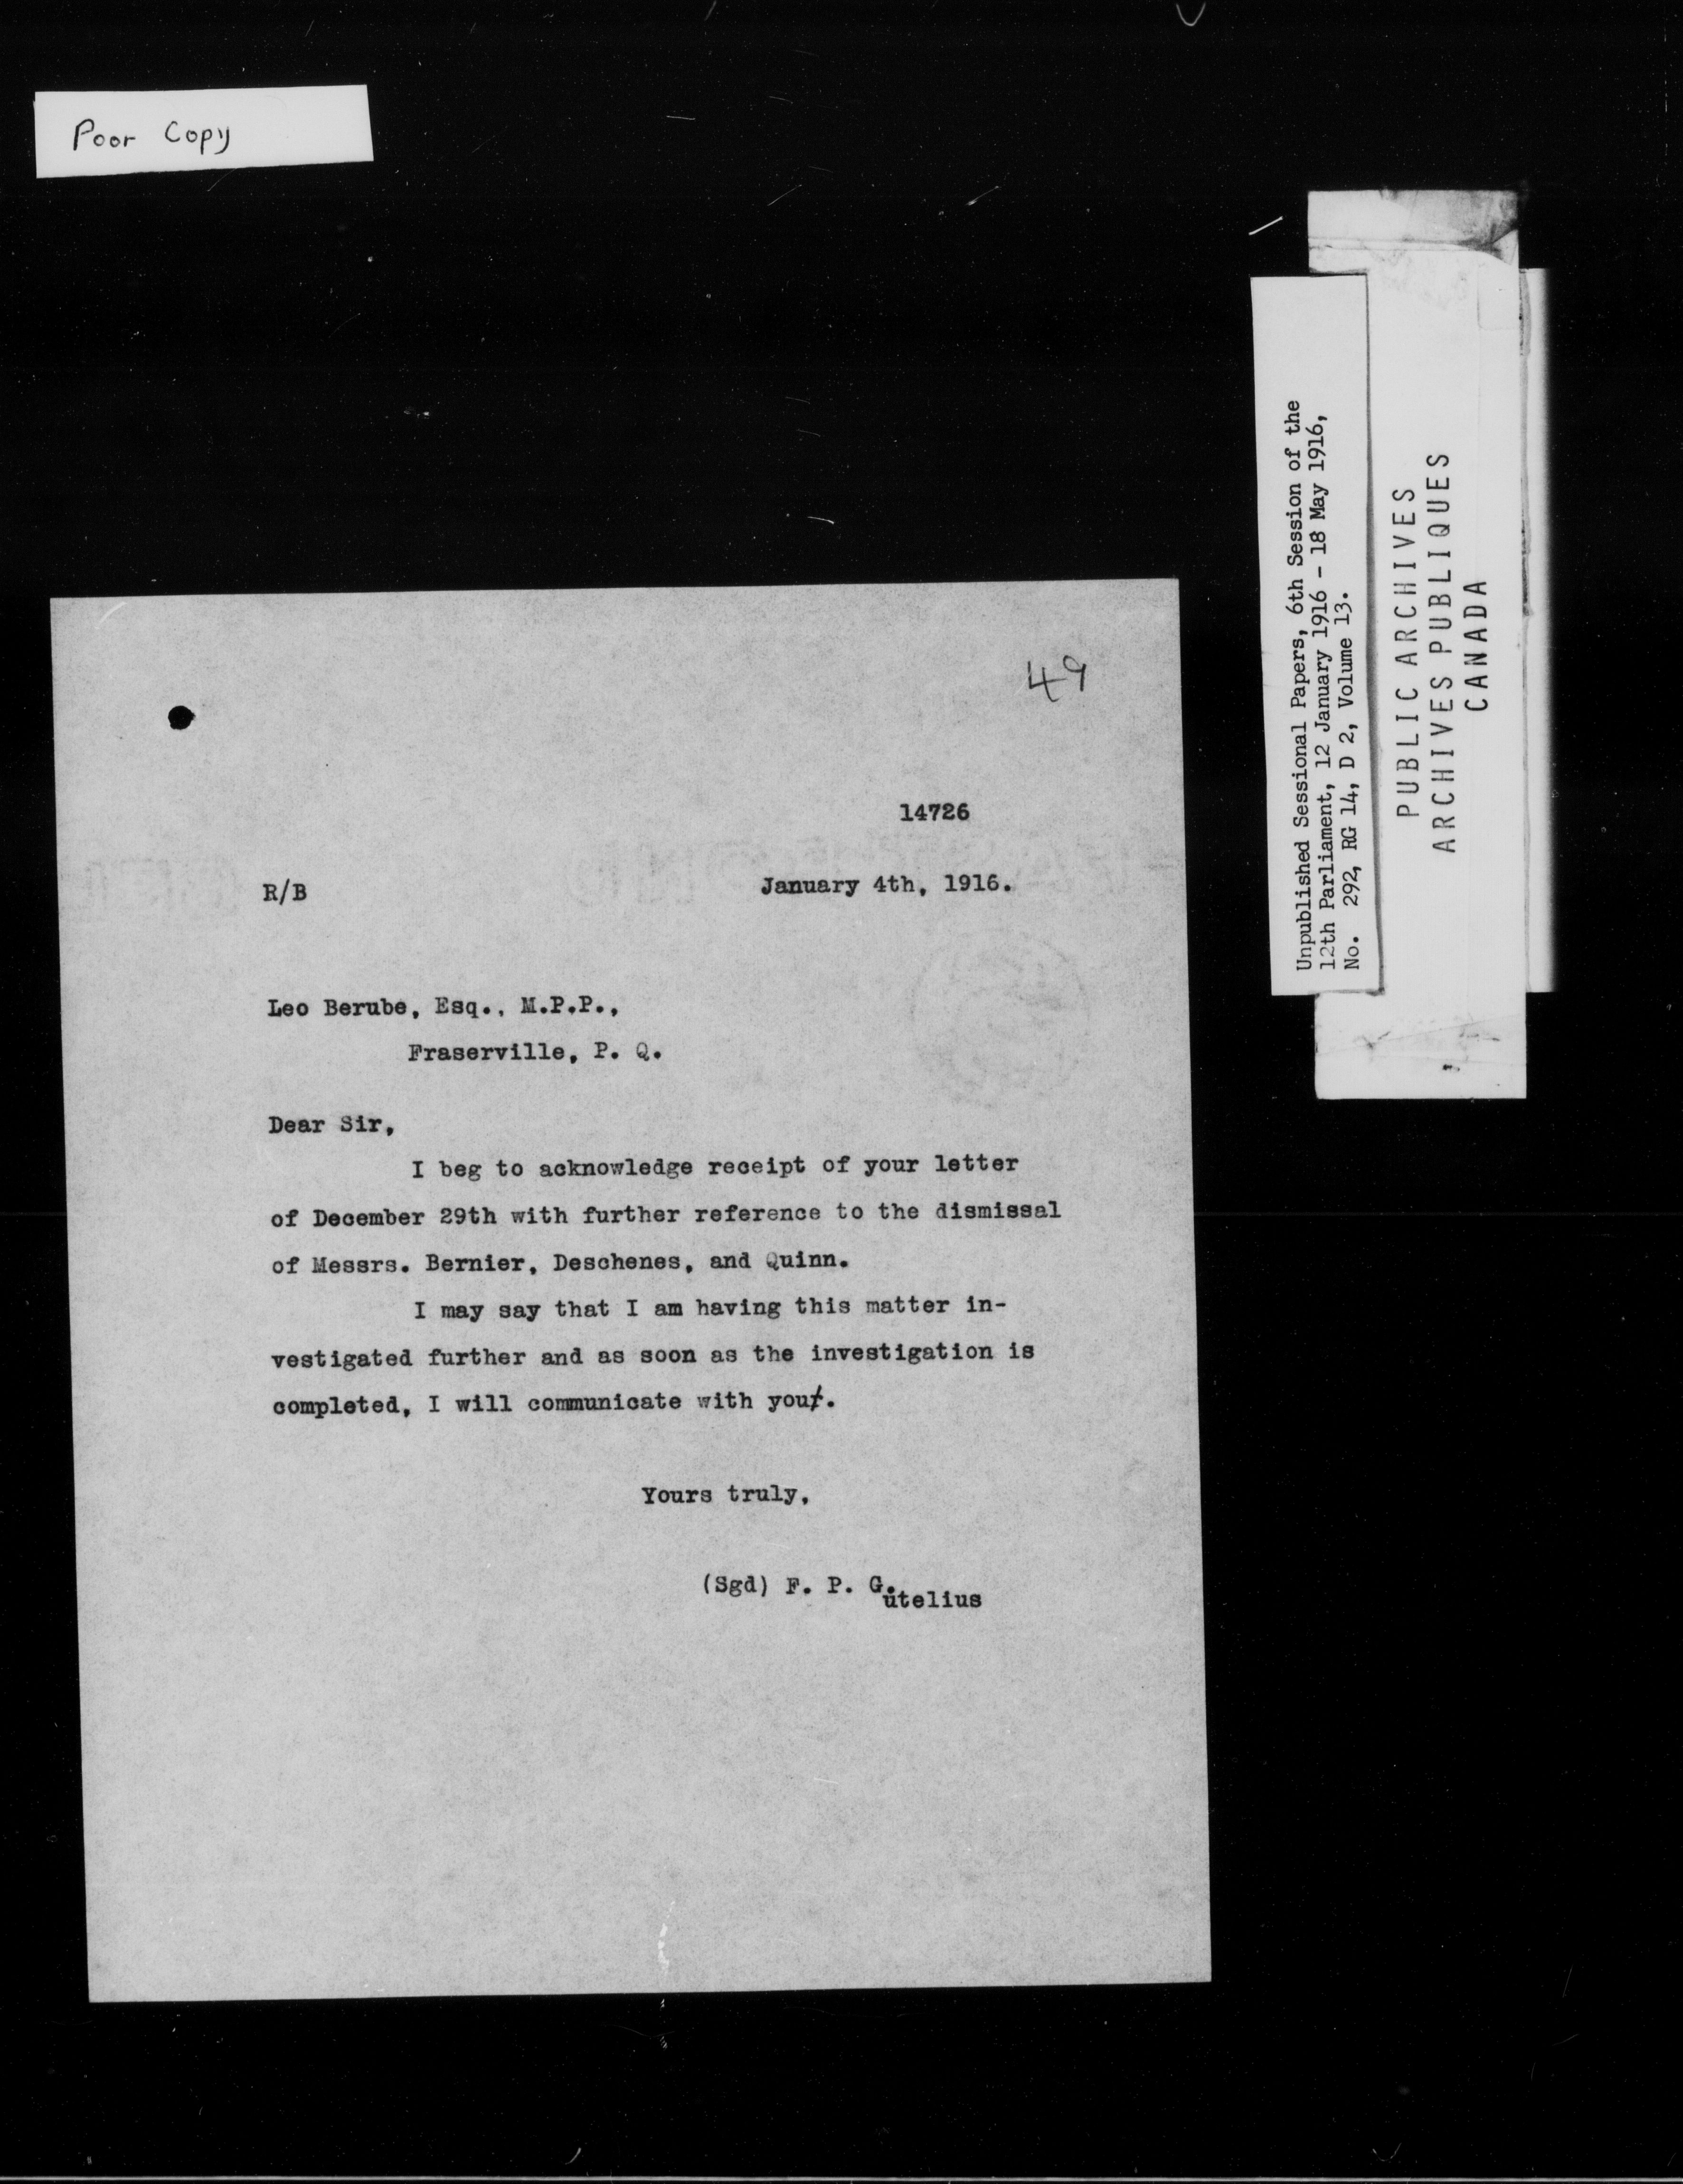 Poor Copy
49
14726
R/B
January 4th, 1916.
Leo Berube, Esq., M.P.P.,
Fraserville, P. Q.
Dear Sir,
I beg to acknowledge receipt of your letter
of December 29th with further reference to the dismissal
of Messrs. Bernier, Deschenes, and Quinn.
I may say that I am having this matter in-
vestigated further and as soon as the investigation is
completed, I will communicate with you.
Yours truly,
(Sgd) F. P. G.utelius
Unpublished Sessional Papers, 6th Session of the
12th Parliament, 12 January 1916 - 18 May 1916,
No. 292, RG 14, D 2, Volume 13.
PUBLIC ARCHIVES
ARCHIVES PUBLIQUES
CANADA